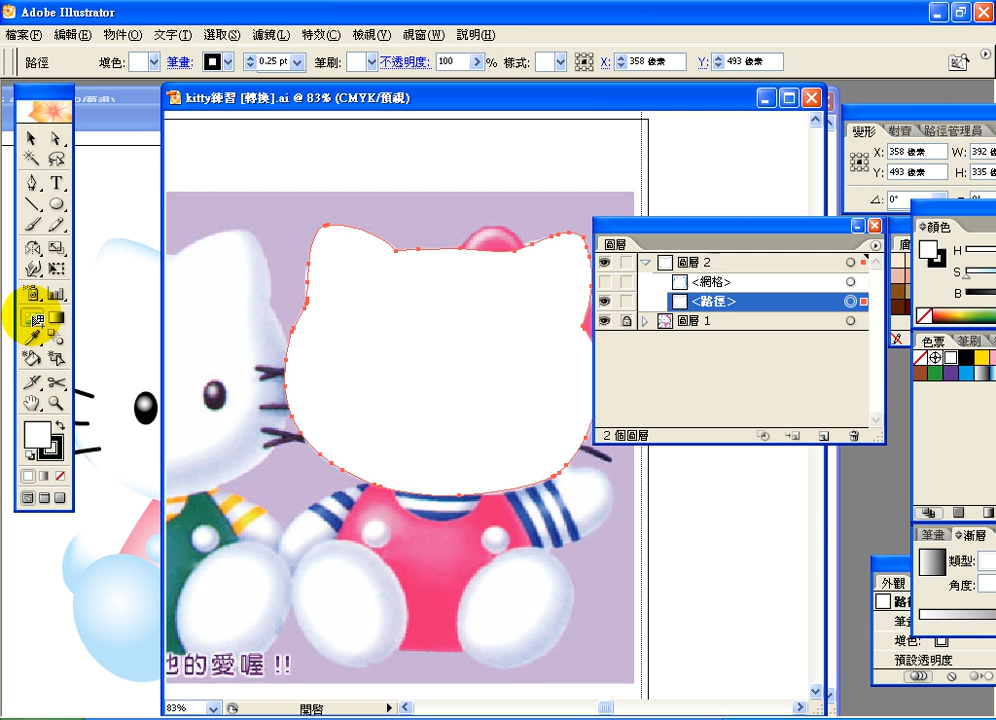 Adobe Illustrator
檔案(F) 編輯(E) 物件(O) 文字(T) 選取(S) 濾鏡(L) 特效(C) 檢視(V) 視窗(W) 說明(H)
路徑 填色: 筆畫: 0.25 pt 筆刷: 不透明度: 100 % 樣式: X: 358 像素 Y: 493 像素
kitty練習 [轉換].ai @ 83% (CMYK/預視)
變形 對齊 路徑管理員
X: 358 像素 W: 392
Y: 493 像素 H: 335
0°
圖層
圖層 2
<網格>
<路徑>
圖層 1
2 個圖層
顏色
H
S
B
色票 筆刷
筆畫 漸層
類型:
角度:
外觀
路徑
填色:
預設透明度
他的愛喔 !!
83% 開啟